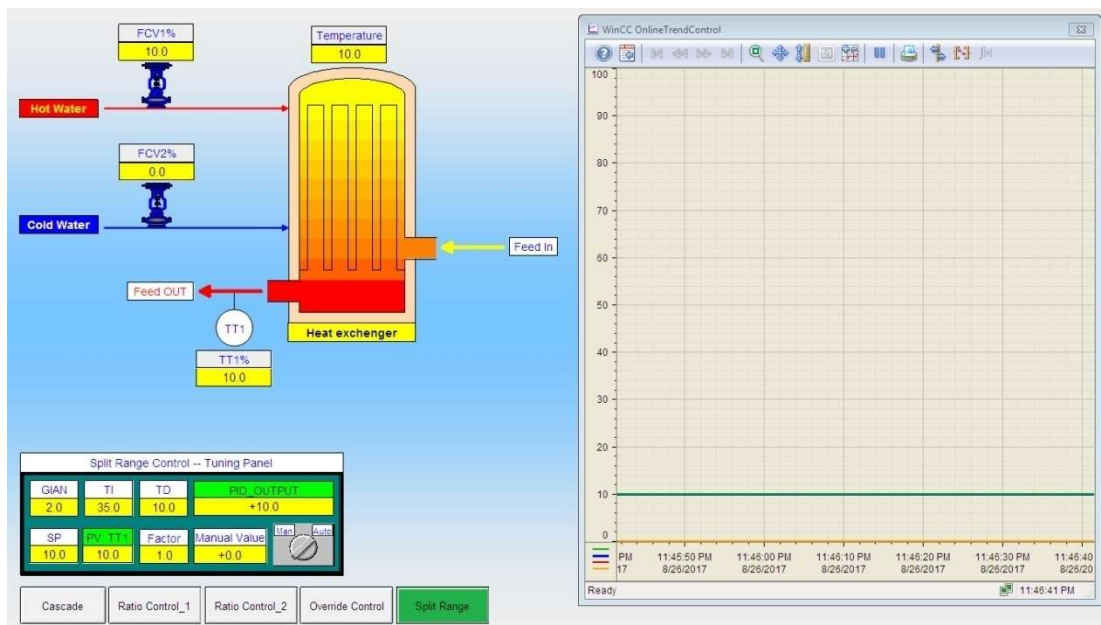 FCV1%
10.0
Temperature
10.0
Hot Water
FCV2%
0.0
Cold Water
Feed In
Feed OUT
TT1
Heat exchenger
TT1%
10.0
Split Range Control -- Tuning Panel
GIAN TI TD PID_OUTPUT
2.0 35.0 10.0 +10.0
SP PV: TT1 Factor Manual Value Man Auto
10.0 10.0 1.0 +0.0
Cascade Ratio Control_1 Ratio Control_2 Override Control Split Range
WinCC OnlineTrendControl
100
90
80
70
60
50
40
30
20
10
0
PM 11:45:50 PM 11:46:00 PM 11:46:10 PM 11:46:20 PM 11:46:30 PM 11:46:40
17 8/26/2017 8/26/2017 8/26/2017 8/26/2017 8/26/2017 8/26/20
Ready 11:46:41 PM